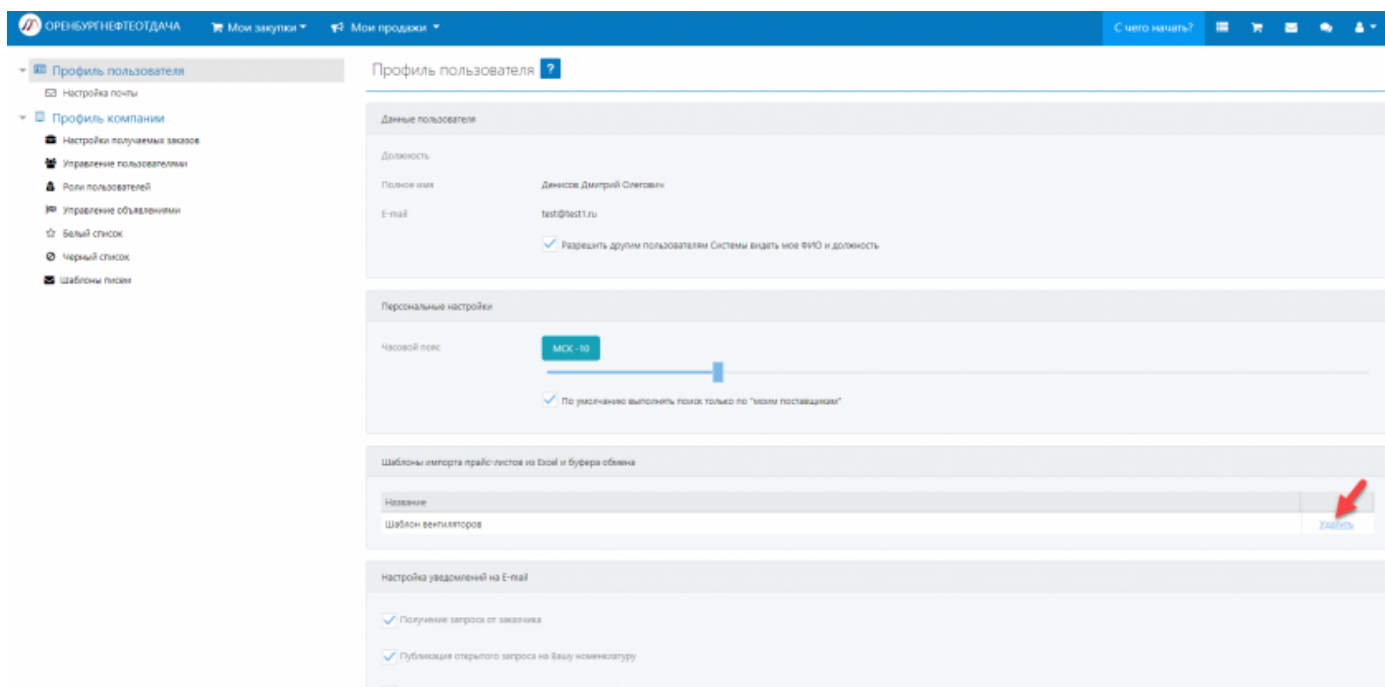 ОРЕНБУРГНЕФТЕОТДАЧА Мои закупки Мои продажи С чего начать?
Профиль пользователя
Настройка почты
Профиль компании
Настройки получаемых заказов
Управление пользователями
Роли пользователей
Управление объявлениями
Белый список
Черный список
Шаблоны писем
Профиль пользователя ?
Данные пользователя
Должность
Полное имя Денисов Дмитрий Олегович
E-mail test@test1.ru
Разрешить другим пользователям Системы видеть мое ФИО и должность
Персональные настройки
Часовой пояс МСК -10
По умолчанию выполнять поиск только по "моим поставщикам"
Шаблоны импорта прайс-листов из Excel и буфера обмена
Название
Шаблон вентиляторов Удалить
Настройка уведомлений на E-mail
Получение запроса от заказчика
Публикация открытого запроса на Вашу номенклатуру